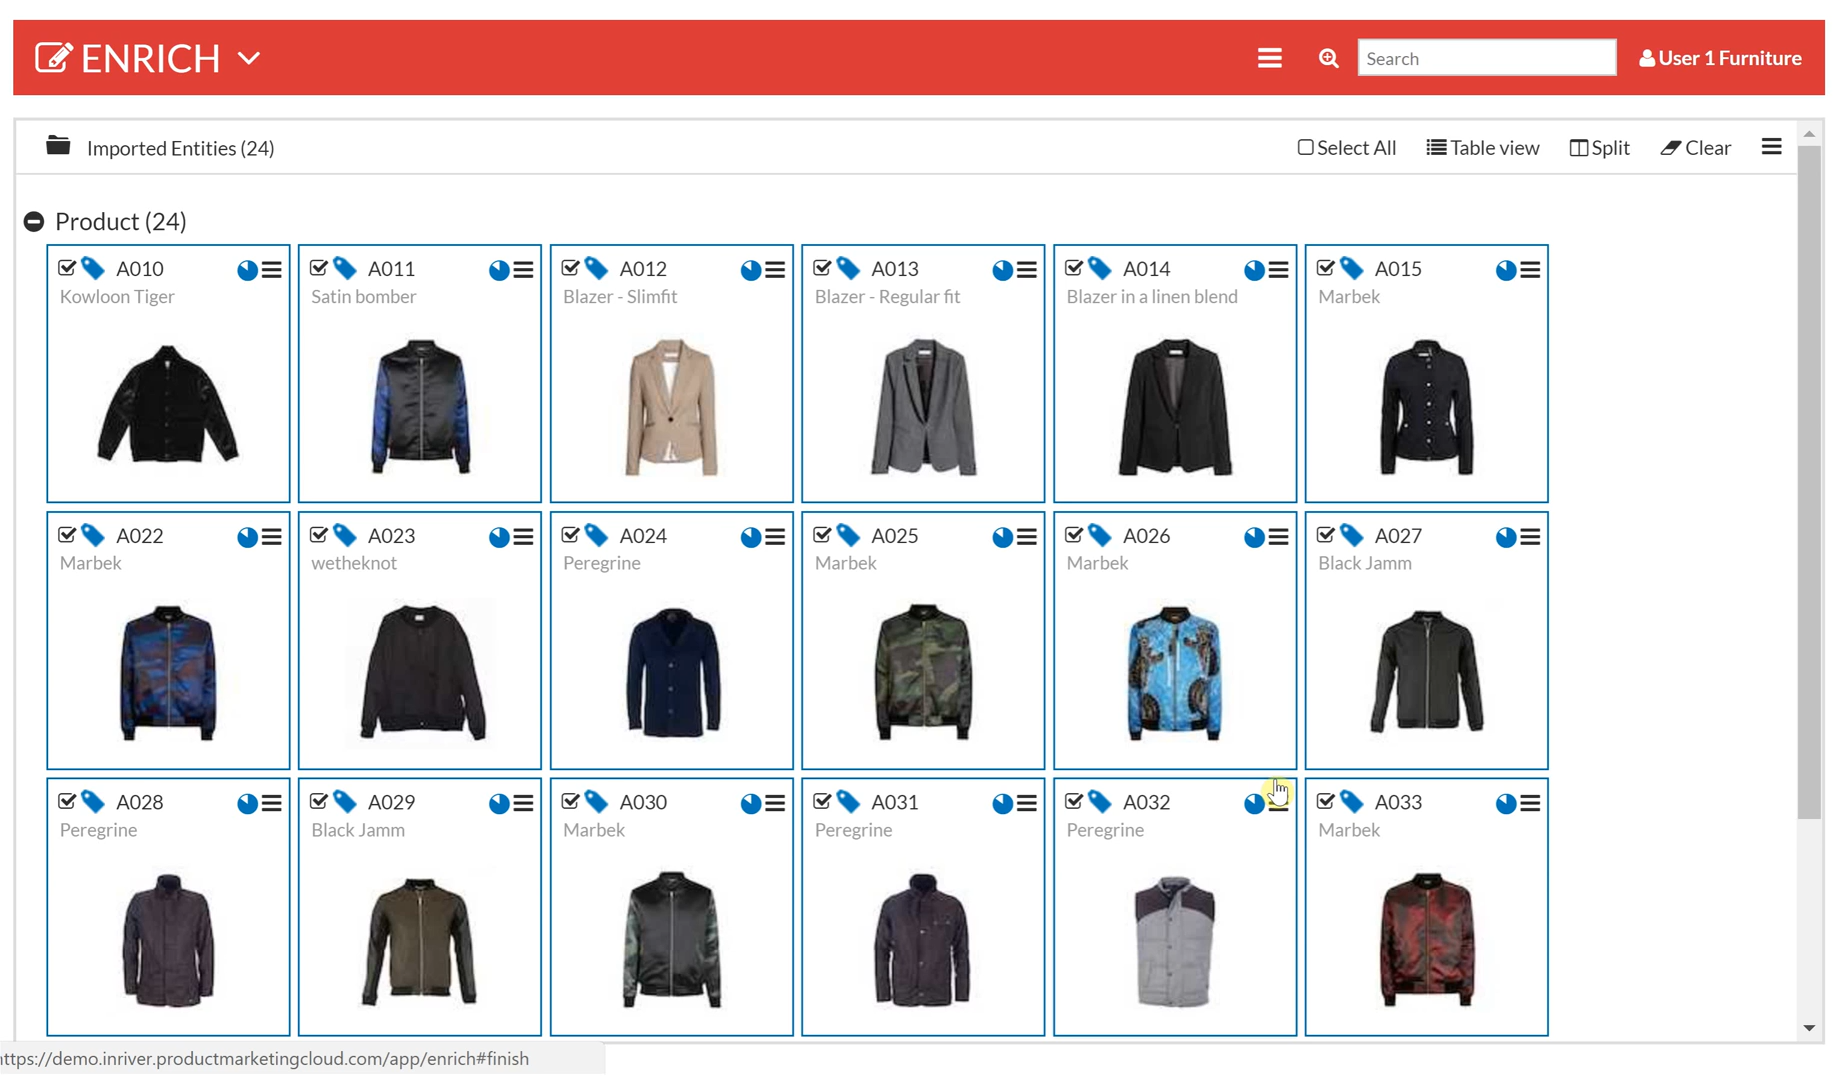 ENRICH
Search
User 1 Furniture
Imported Entities (24)
Select All
Table view
Split
Clear
Product (24)
A010
Kowloon Tiger
A011
Satin bomber
A012
Blazer - Slimfit
A013
Blazer - Regular fit
A014
Blazer in a linen blend
A015
Marbek
A022
Marbek
A023
wetheknot
A024
Peregrine
A025
Marbek
A026
Marbek
A027
Black Jamm
A028
Peregrine
A029
Black Jamm
A030
Marbek
A031
Peregrine
A032
Peregrine
A033
Marbek
ttps://demo.inriver.productmarketingcloud.com/app/enrich#finish